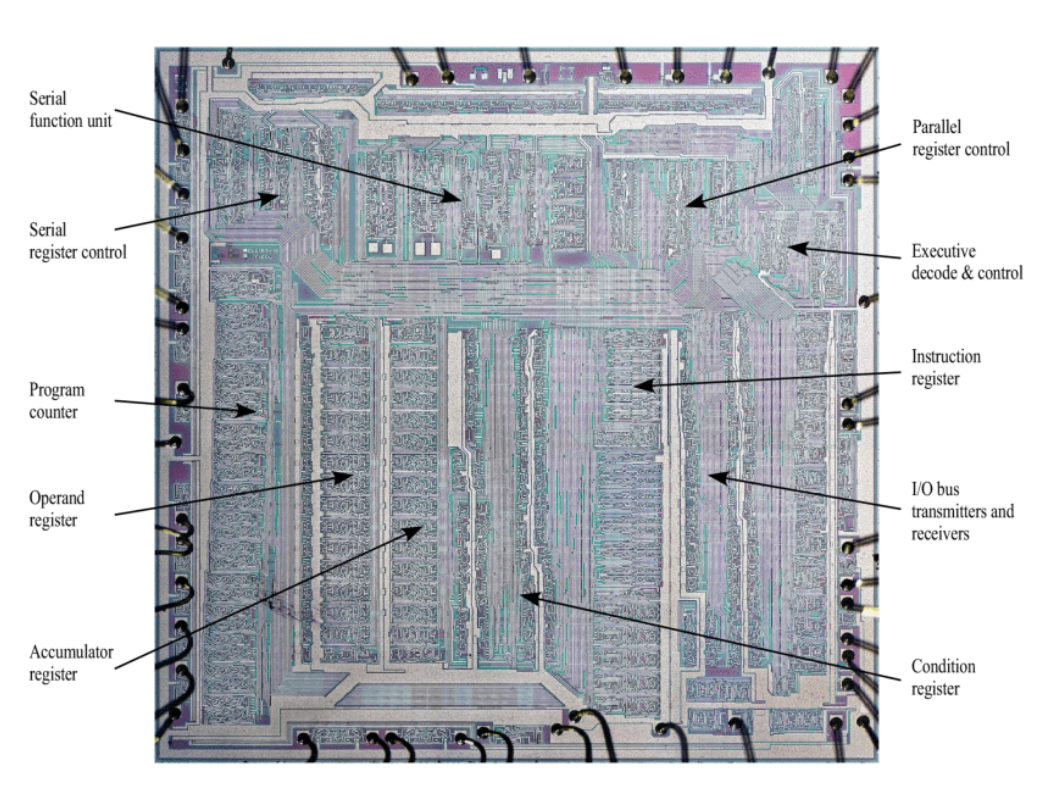 Serial
function unit
Serial
register control
Program
counter
Operand
register
Accumulator
register
Parallel
register control
Executive
decode & control
Instruction
register
I/O bus
transmitters and
receivers
Condition
register